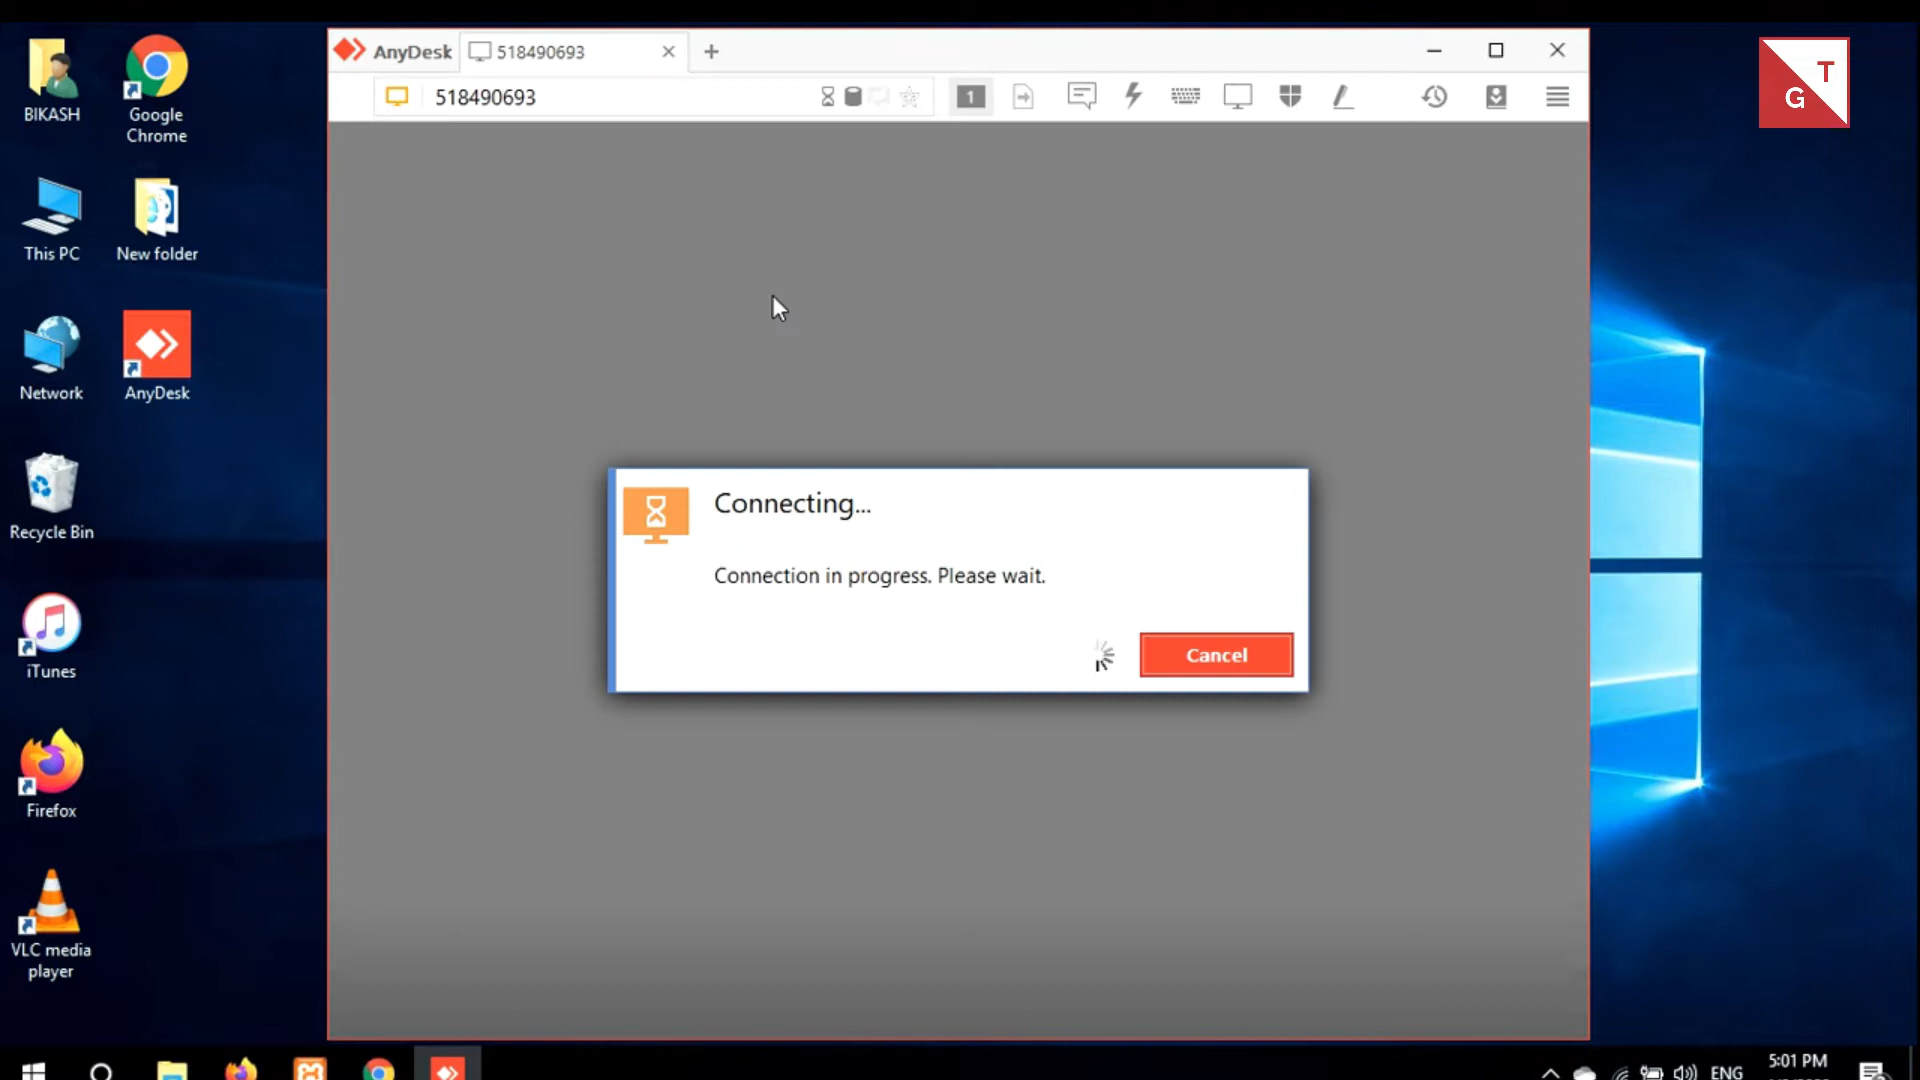 AnyDesk
518490693
518490693
1
T
G
BIKASH
Google
Chrome
This PC
New folder
Network
AnyDesk
Connecting...
Connection in progress. Please wait.
Cancel
Recycle Bin
iTunes
Firefox
VLC media
player
ENG
5:01 PM